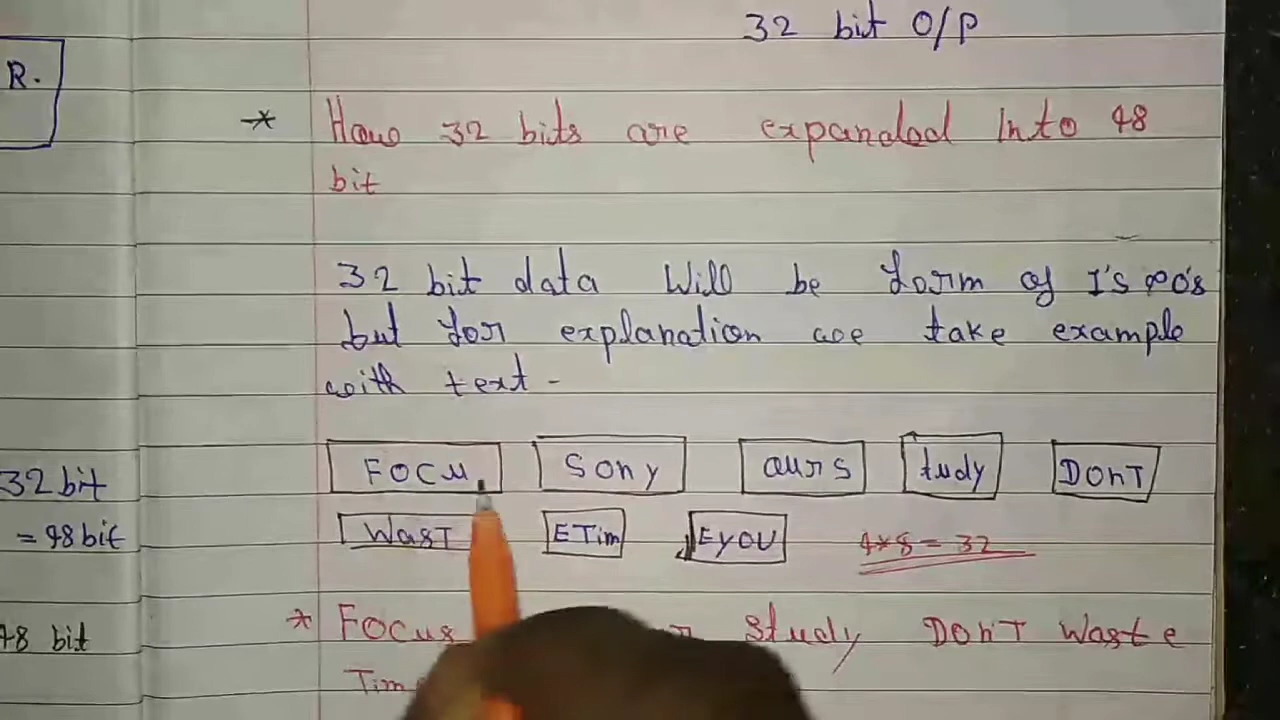 32 bit O/P
R.
* How 32 bits are expanded Into 48
bit
32 bit data Will be form of 1's 0's
but for explanation we take example
with text -
32 bit
FOCU SONY OURS tudy DONT
= 48 bit
WAST ETim EYOU 4*8 = 32
48 bit
* Focus Study DONT Waste
Tim